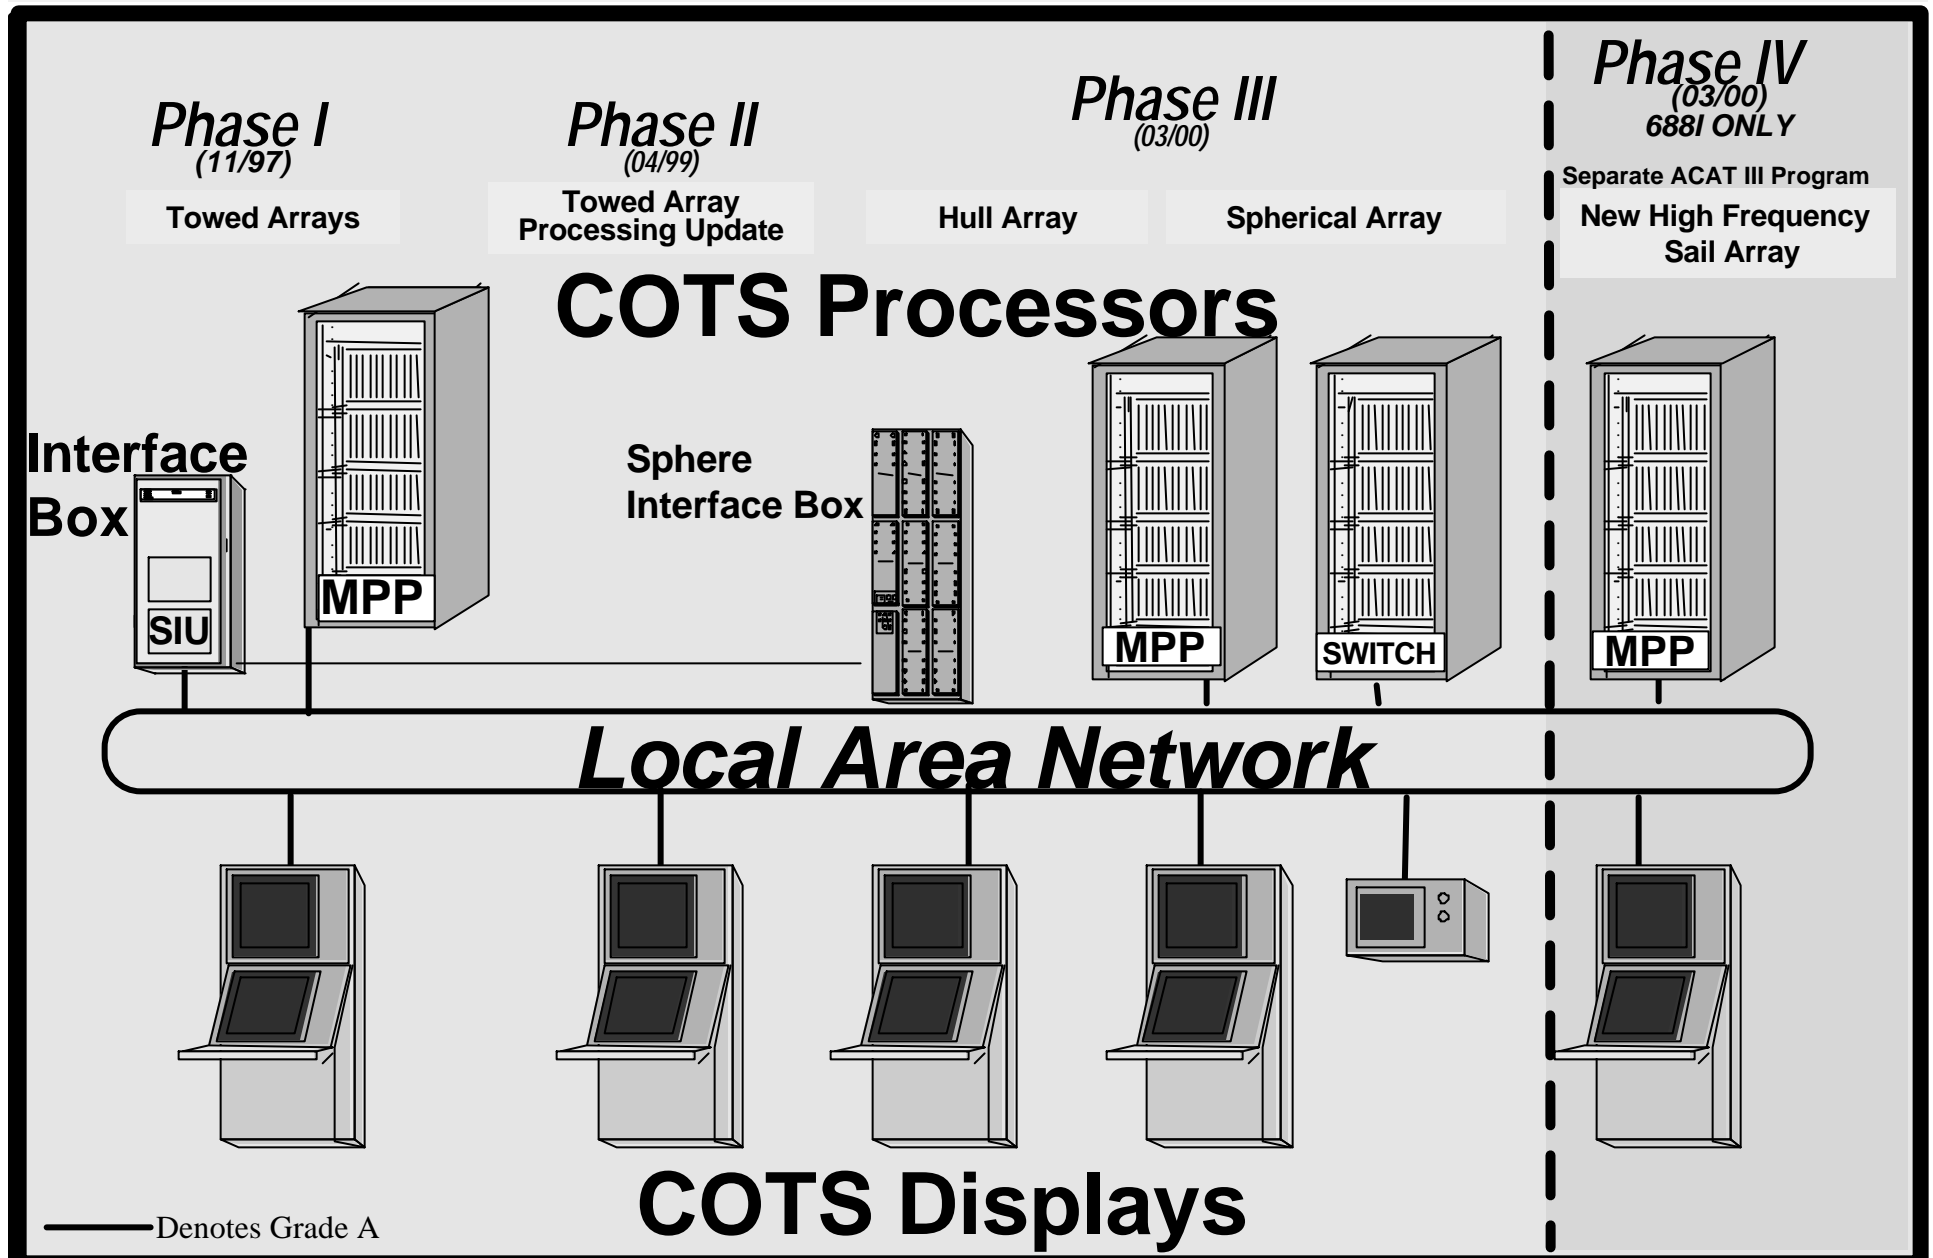 Phase I
(11/97)
Towed Arrays
Phase II
(04/99)
Towed Array
Processing Update
Phase III
(03/00)
Hull Array
Spherical Array
Phase IV
(03/00)
688I ONLY
Separate ACAT III Program
New High Frequency
Sail Array
COTS Processors
Interface
Box
SIU
MPP
Sphere
Interface Box
MPP
SWITCH
MPP
Local Area Network
COTS Displays
Denotes Grade A